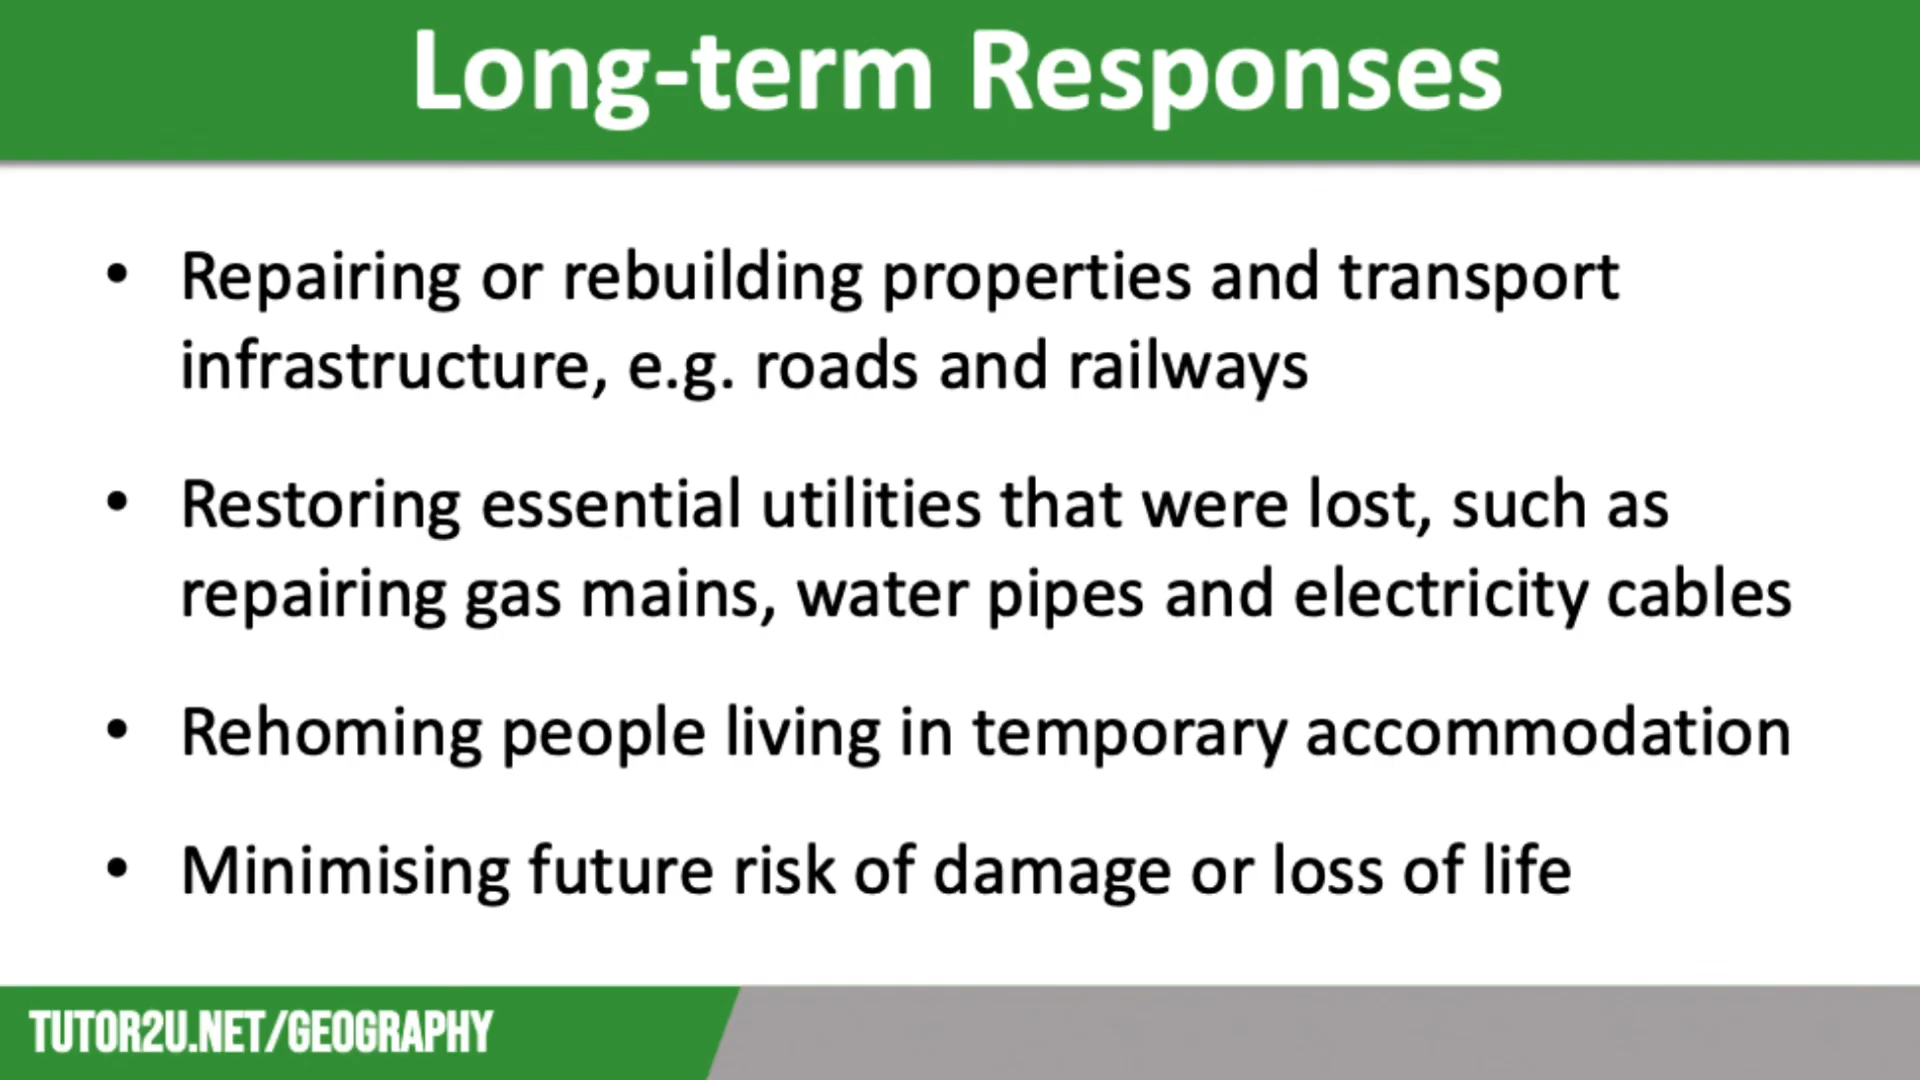 Long-term Responses
• Repairing or rebuilding properties and transport
infrastructure, e.g. roads and railways
• Restoring essential utilities that were lost, such as
repairing gas mains, water pipes and electricity cables
• Rehoming people living in temporary accommodation
• Minimising future risk of damage or loss of life
TUTOR2U.NET/GEOGRAPHY